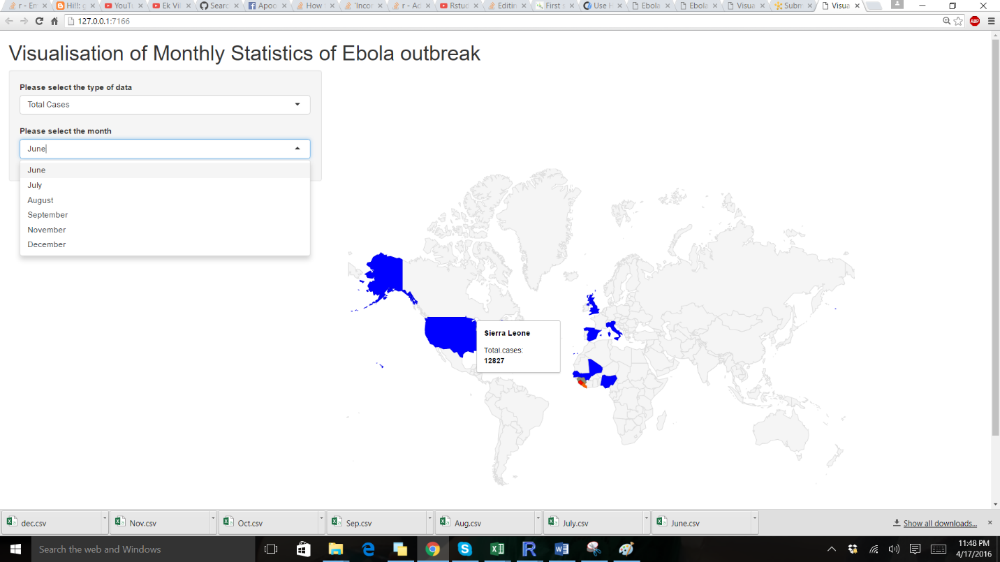 r - En
Hi!!: g
YouTu
Ek Vil
Searc
Apoo
How
'Incor
r - Ac
Rstud
Editin
First s
Use H
Ebola
Ebola
Visua
Subm
Visua
127.0.0.1:7166
ABP
Visualisation of Monthly Statistics of Ebola outbreak
Please select the type of data
Total Cases
Please select the month
June
June
July
August
September
November
December
Sierra Leone
Total cases:
12827
dec.csv
Nov.csv
Oct.csv
Sep.csv
Aug.csv
July.csv
June.csv
Show all downloads...
Search the web and Windows
11:48 PM
4/17/2016